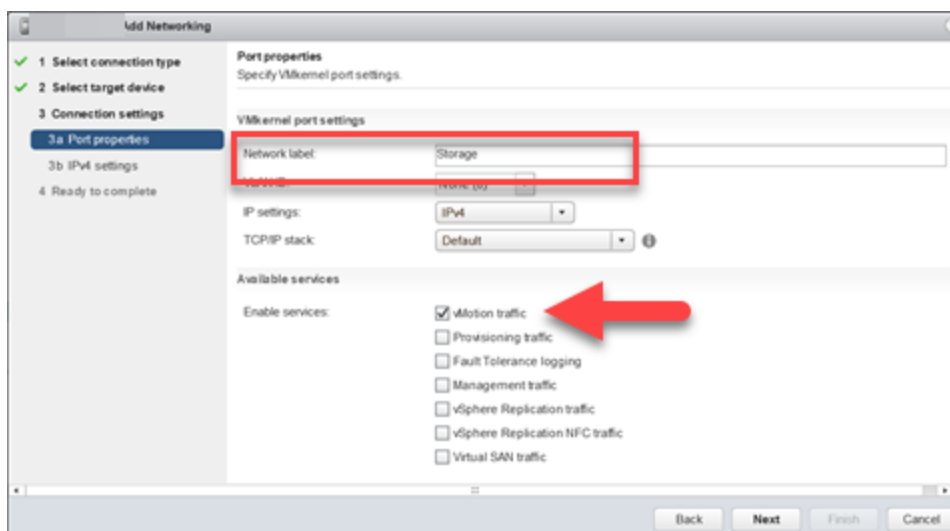 Add Networking
1 Select connection type
2 Select target device
3 Connection settings
3a Port properties
3b IPv4 settings
4 Ready to complete
Port properties
Specify VMkernel port settings.
VMkernel port settings
Network label: Storage
None (0)
IP settings: IPv4
TCP/IP stack: Default
Available services
Enable services: vMotion traffic
Provisioning traffic
Fault Tolerance logging
Management traffic
vSphere Replication traffic
vSphere Replication NFC traffic
Virtual SAN traffic
Back Next Finish Cancel